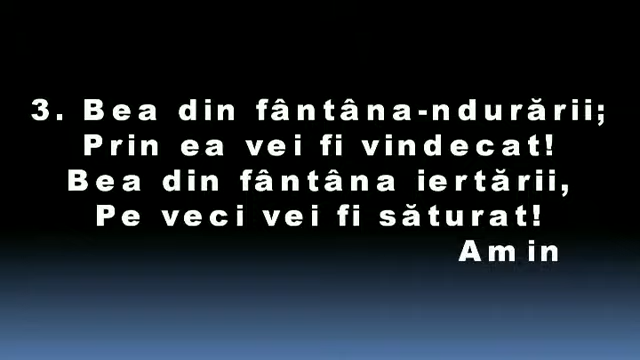 3. Bea din fântâna-ndurării;
Prin ea vei fi vindecat!
Bea din fântâna iertării,
Pe veci vei fi săturat!
Amin